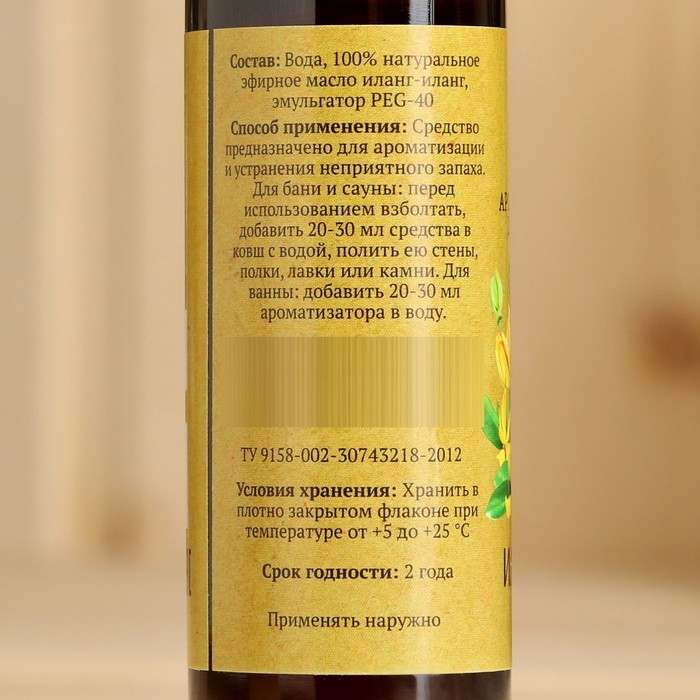 Состав: Вода, 100% натуральное
эфирное масло иланг-иланг,
эмульгатор PEG-40
Способ применения: Средство
предназначено для ароматизации
и устранения неприятного запаха.
Для бани и сауны: перед
использованием взболтать,
добавить 20-30 мл средства в
ковш с водой, полить ею стены,
полки, лавки или камни. Для
ванны: добавить 20-30 мл
ароматизатора в воду.
ТУ 9158-002-30743218-2012
Условия хранения: Хранить в
плотно закрытом флаконе при
температуре от +5 до +25 °C
Срок годности: 2 года
Применять наружно